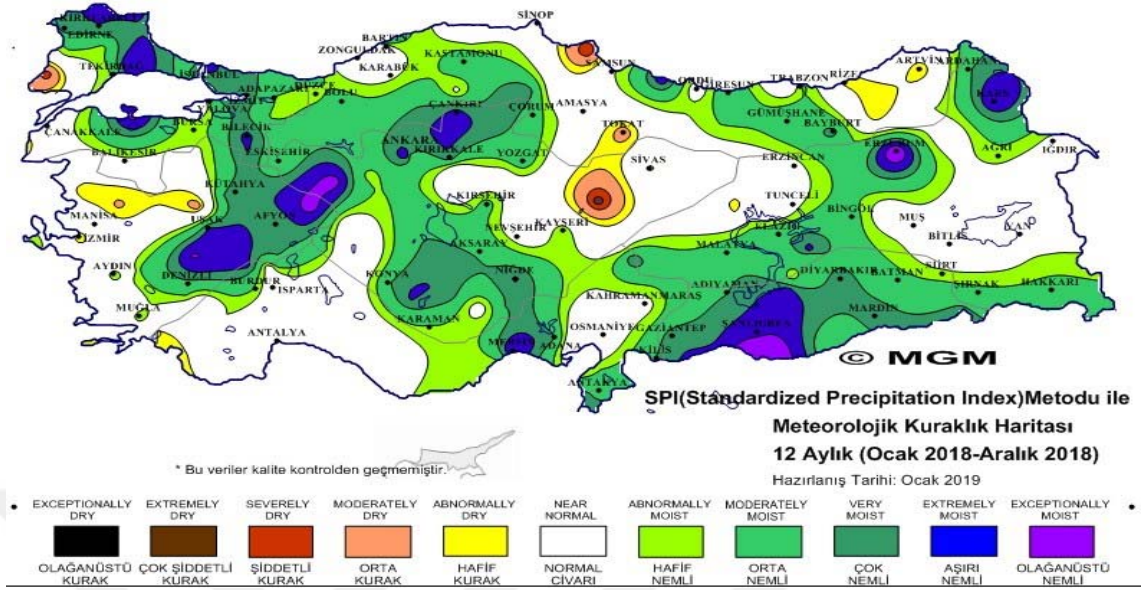 SİNOP
KIRKLARELİ
EDİRNE
BARTIN
ZONGULDAK
KASTAMONU
SAMSUN
ARTVİN
ARDAHAN
TEKİRDAĞ
İSTANBUL
KARABÜK
ORDU
TRABZON
RİZE
GİRESUN
KARS
ADAPAZARI
DÜZCE
BOLU
ÇANKIRI
ÇORUM
AMASYA
GÜMÜŞHANE
YALOVA
İZMİT
BAYBURT
ÇANAKKALE
BURSA
BİLECİK
TOKAT
ANKARA
ERZURUM
AĞRI
IĞDIR
BALIKESİR
ESKİŞEHİR
KIRIKKALE
YOZGAT
SİVAS
ERZİNCAN
KÜTAHYA
KIRŞEHİR
TUNCELİ
MANİSA
UŞAK
AFYON
NEVŞEHİR
KAYSERİ
BİNGÖL
MUŞ
İZMİR
ELAZIĞ
VAN
AKSARAY
MALATYA
BİTLİS
AYDIN
DENİZLİ
BURDUR
ISPARTA
KONYA
NİĞDE
DİYARBAKIR
BATMAN
SİİRT
ŞIRNAK
HAKKARI
ADIYAMAN
KAHRAMANMARAŞ
MARDİN
MUĞLA
KARAMAN
OSMANİYE
GAZİANTEP
ŞANLIURFA
ANTALYA
MERSİN
ADANA
KİLİS
ANTAKYA
© MGM
SPI(Standardized Precipitation Index)Metodu ile
Meteorolojik Kuraklık Haritası
12 Aylık (Ocak 2018-Aralık 2018)
Hazırlanış Tarihi: Ocak 2019
* Bu veriler kalite kontrolden geçmemiştir.
EXCEPTIONALLY DRY
EXTREMELY DRY
SEVERELY DRY
MODERATELY DRY
ABNORMALLY DRY
NEAR NORMAL
ABNORMALLY MOIST
MODERATELY MOIST
VERY MOIST
EXTREMELY MOIST
EXCEPTIONALLY MOIST
OLAĞANÜSTÜ KURAK
ÇOK ŞİDDETLİ KURAK
ŞİDDETLİ KURAK
ORTA KURAK
HAFİF KURAK
NORMAL CİVARI
HAFİF NEMLİ
ORTA NEMLİ
ÇOK NEMLİ
AŞIRI NEMLİ
OLAĞANÜSTÜ NEMLİ